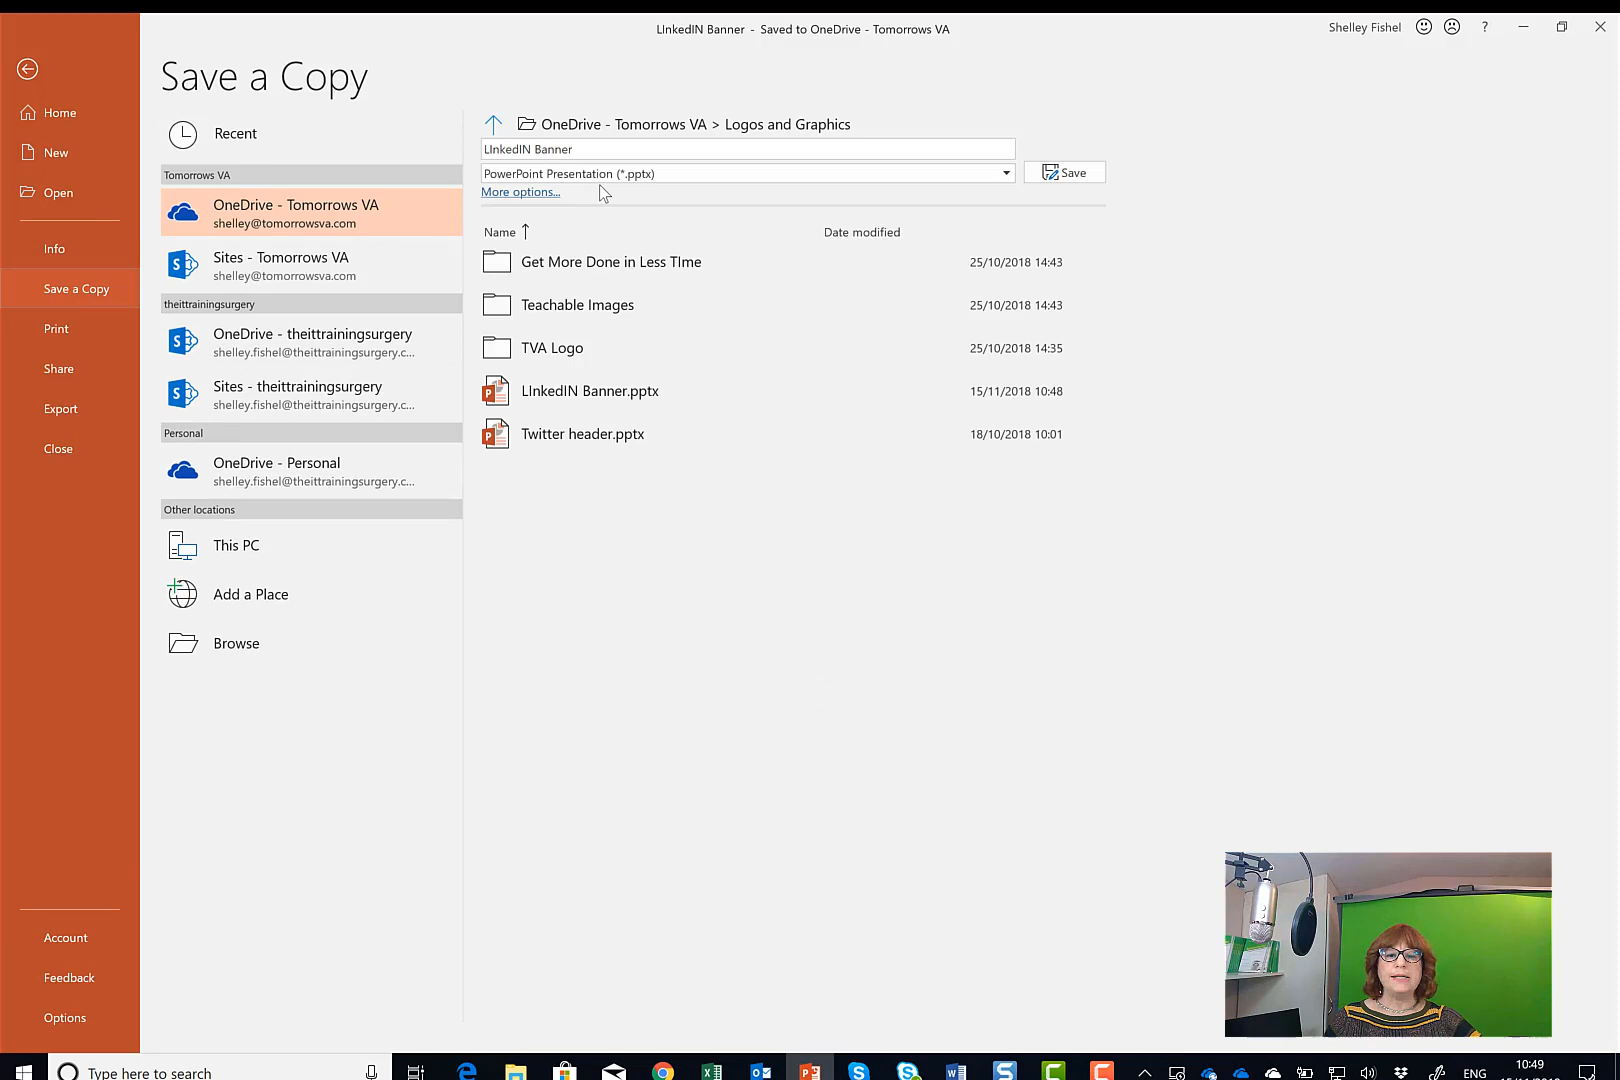 LInkedIN Banner - Saved to OneDrive - Tomorrows VA
Shelley Fishel
?
Save a Copy
Home
New
Open
Info
Save a Copy
Print
Share
Export
Close
Account
Feedback
Options
Recent
Tomorrows VA
OneDrive - Tomorrows VA
shelley@tomorrowsva.com
Sites - Tomorrows VA
shelley@tomorrowsva.com
theittrainingsurgery
OneDrive - theittrainingsurgery
shelley.fishel@theittrainingsurgery.c...
Sites - theittrainingsurgery
shelley.fishel@theittrainingsurgery.c...
Personal
OneDrive - Personal
shelley.fishel@theittrainingsurgery.c...
Other locations
This PC
Add a Place
Browse
OneDrive - Tomorrows VA > Logos and Graphics
LInkedIN Banner
PowerPoint Presentation (*.pptx)
Save
More options...
Name Date modified
Get More Done in Less TIme 25/10/2018 14:43
Teachable Images 25/10/2018 14:43
TVA Logo 25/10/2018 14:35
LInkedIN Banner.pptx 15/11/2018 10:48
Twitter header.pptx 18/10/2018 10:01
Type here to search
ENG
10:49